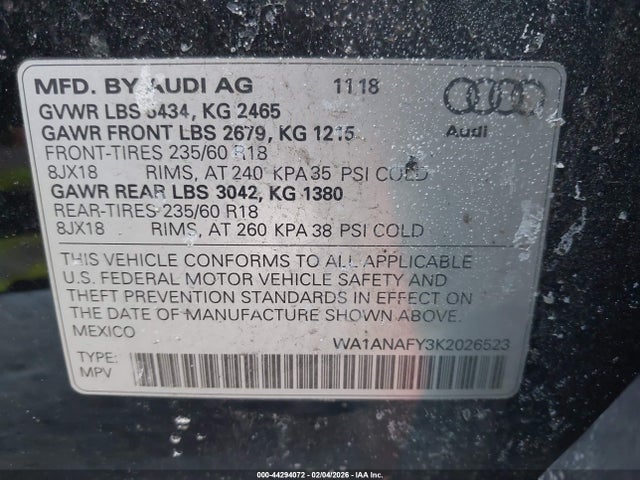 MFD. BY AUDI AG 11 18
GVWR LBS 5434, KG 2465
GAWR FRONT LBS 2679, KG 1215
FRONT-TIRES 235/60 R18
8JX18 RIMS, AT 240 KPA 35 PSI COLD
GAWR REAR LBS 3042, KG 1380
REAR-TIRES 235/60 R18
8JX18 RIMS, AT 260 KPA 38 PSI COLD
Audi
THIS VEHICLE CONFORMS TO ALL APPLICABLE
U.S. FEDERAL MOTOR VEHICLE SAFETY AND
THEFT PREVENTION STANDARDS IN EFFECT ON
THE DATE OF MANUFACTURE SHOWN ABOVE.
MEXICO WA1ANAFY3K2026523
TYPE:
MPV
000-44294072 - 02/04/2026 - IAA Inc.